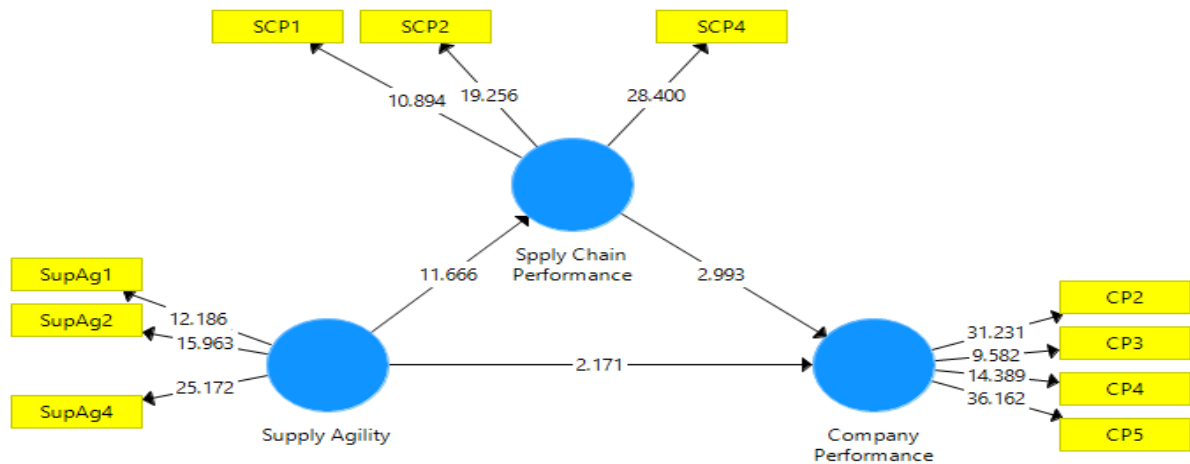 SCP1
SCP2
SCP4
10.894
19.256
28.400
Spply Chain
Performance
SupAg1
SupAg2
SupAg4
12.186
15.963
25.172
11.666
2.993
2.171
Supply Agility
CP2
CP3
CP4
CP5
31.231
9.582
14.389
36.162
Company
Performance